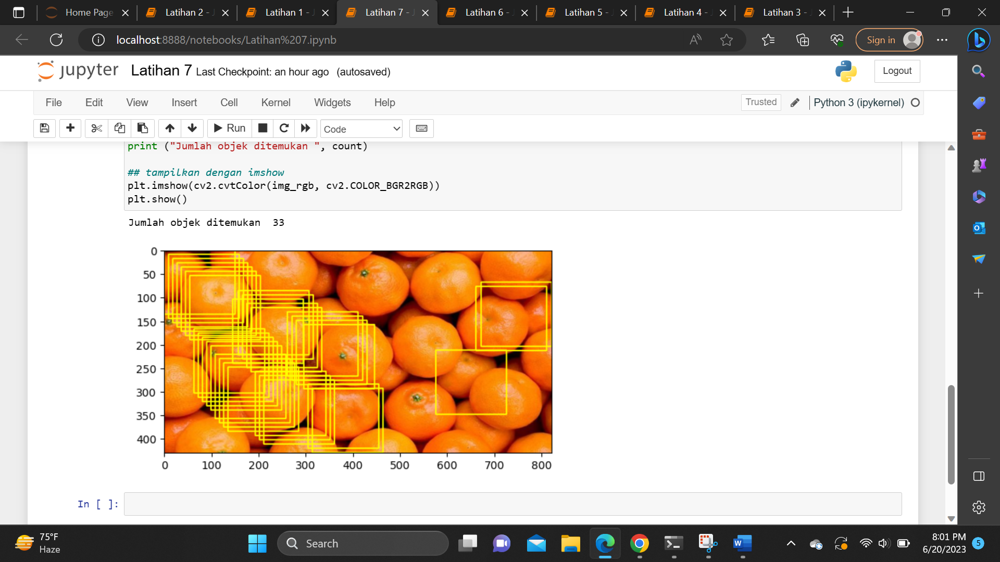 Home Page
Latihan 2 -
Latihan 1 -
Latihan 7 -
Latihan 6 -
Latihan 5 -
Latihan 4 -
Latihan 3 -
localhost:8888/notebooks/Latihan%207.ipynb
Sign in
jupyter Latihan 7 Last Checkpoint: an hour ago (autosaved)
Logout
File Edit View Insert Cell Kernel Widgets Help
Trusted
Python 3 (ipykernel)
Run
Code
print ("Jumlah objek ditemukan ", count)
## tampilkan dengan imshow
plt.imshow(cv2.cvtColor(img_rgb, cv2.COLOR_BGR2RGB))
plt.show()
Jumlah objek ditemukan  33
0
50
100
150
200
250
300
350
400
0 100 200 300 400 500 600 700 800
In [ ]:
75°F
Haze
Search
8:01 PM
6/20/2023
5